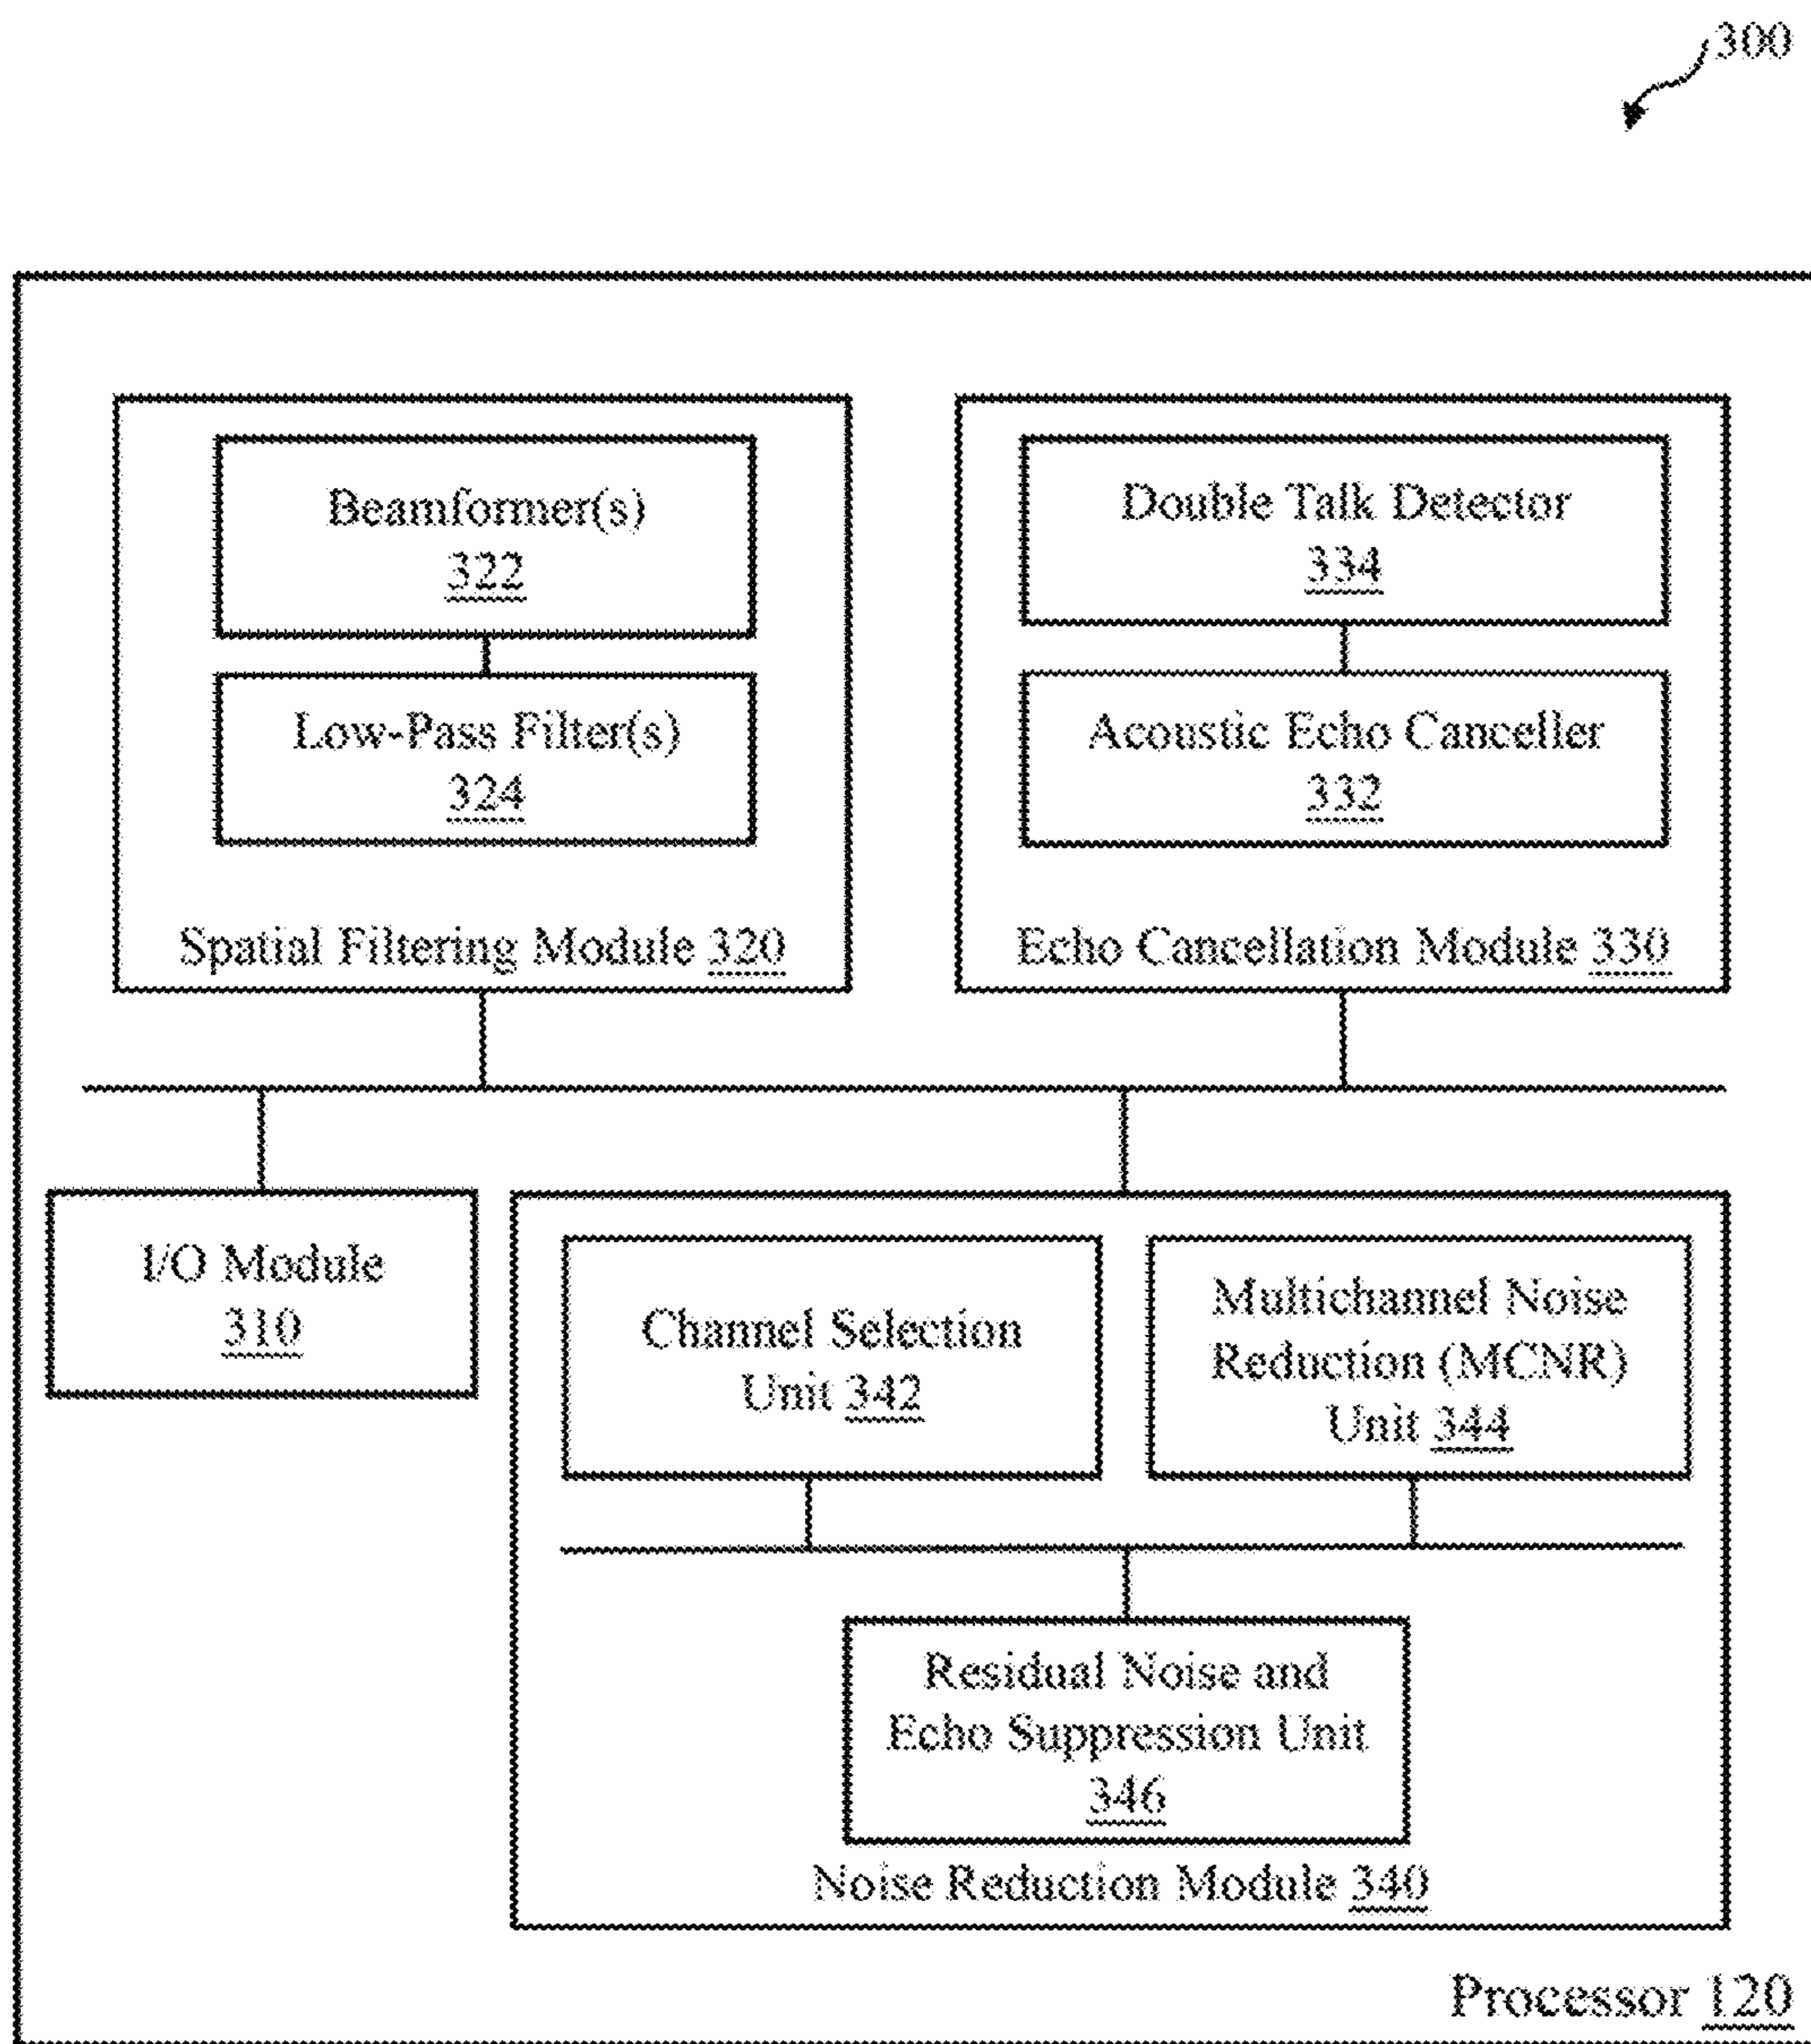 300
Beamformer(s)
322
Low-Pass Filter(s)
324
Spatial Filtering Module 320
Double Talk Detector
334
Acoustic Echo Canceller
332
Echo Cancellation Module 330
I/O Module
310
Channel Selection
Unit 342
Multichannel Noise
Reduction (MCNR)
Unit 344
Residual Noise and
Echo Suppression Unit
346
Noise Reduction Module 340
Processor 120